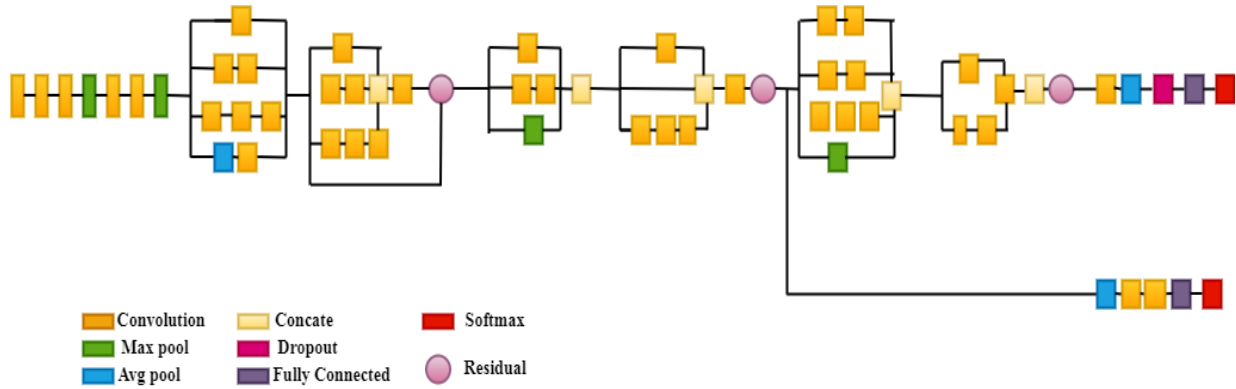 Convolution
Concate
Softmax
Max pool
Dropout
Residual
Avg pool
Fully Connected